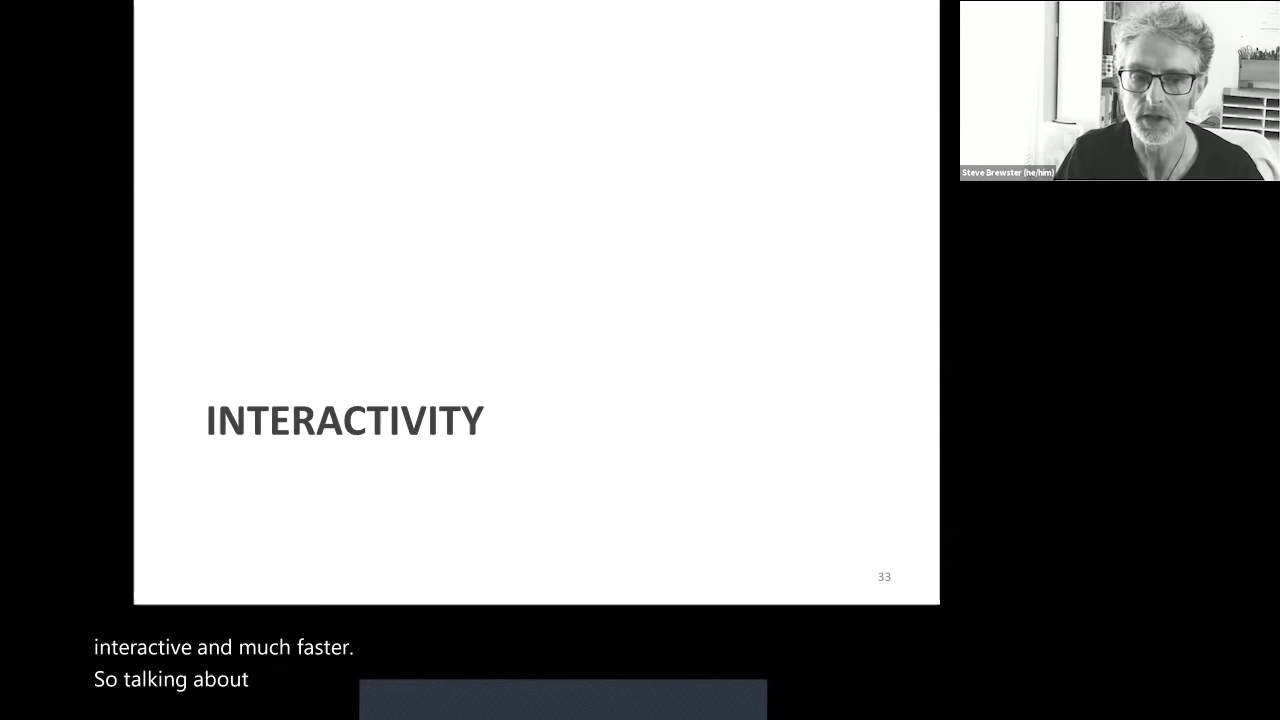 Steve Brewster (he/him)
INTERACTIVITY
33
interactive and much faster.
So talking about